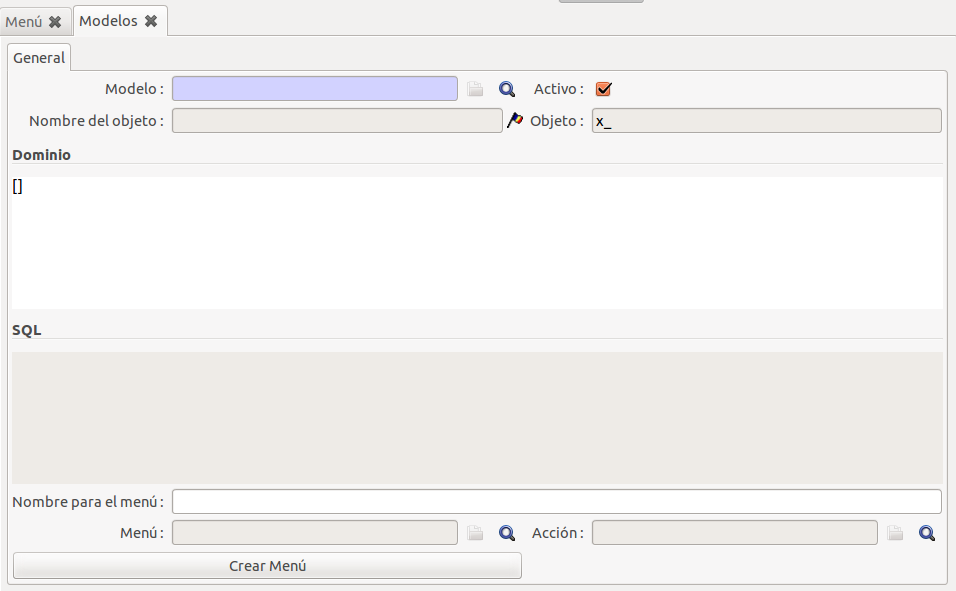 Menú
Modelos
General
Modelo :
Activo :
Nombre del objeto :
Objeto :
x_
Dominio
[]
SQL
Nombre para el menú :
Menú :
Acción :
Crear Menú